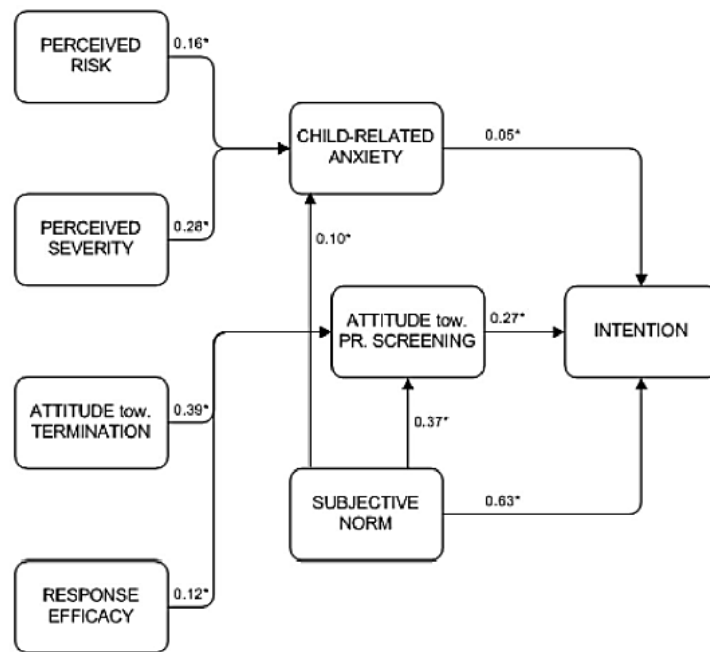 PERCEIVED
RISK
0.16*
CHILD-RELATED
ANXIETY
0.05*
PERCEIVED
SEVERITY
0.28*
0.10*
ATTITUDE tow.
PR. SCREENING
0.27*
INTENTION
ATTITUDE tow.
TERMINATION
0.39*
0.37*
SUBJECTIVE
NORM
0.63*
RESPONSE
EFFICACY
0.12*